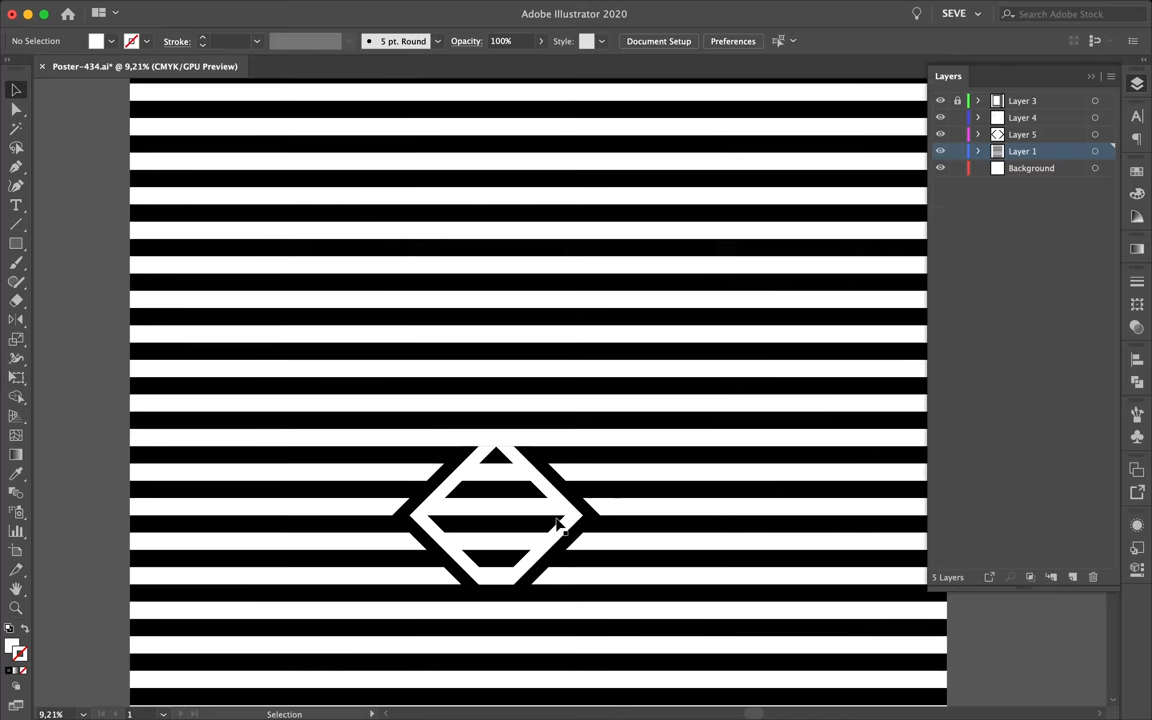 Adobe Illustrator 2020
SEVE
Search Adobe Stock
No Selection
Stroke:
5 pt. Round
Opacity:
100%
Style:
Document Setup
Preferences
Poster-434.ai* @ 9,21% (CMYK/GPU Preview)
Layers
Layer 3
Layer 4
Layer 5
Layer 1
Background
5 Layers
9,21%
1
Selection